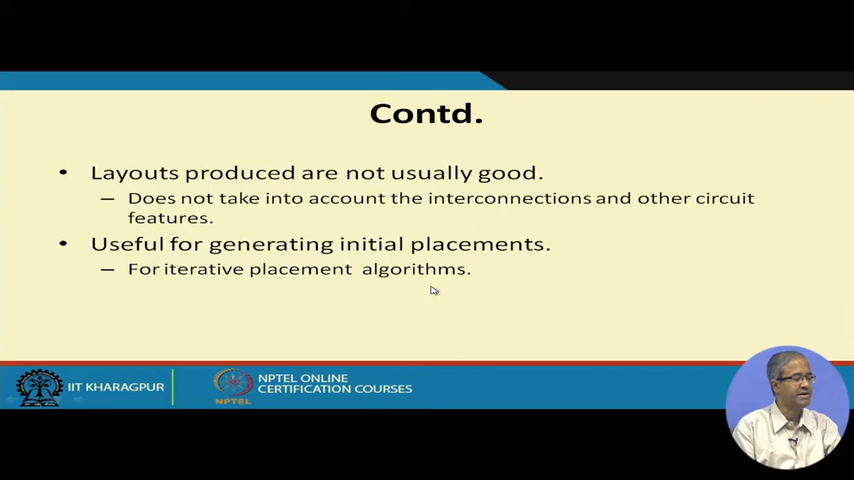 Contd.
• Layouts produced are not usually good.
– Does not take into account the interconnections and other circuit
features.
• Useful for generating initial placements.
– For iterative placement algorithms.
IIT KHARAGPUR
NPTEL
NPTEL ONLINE
CERTIFICATION COURSES